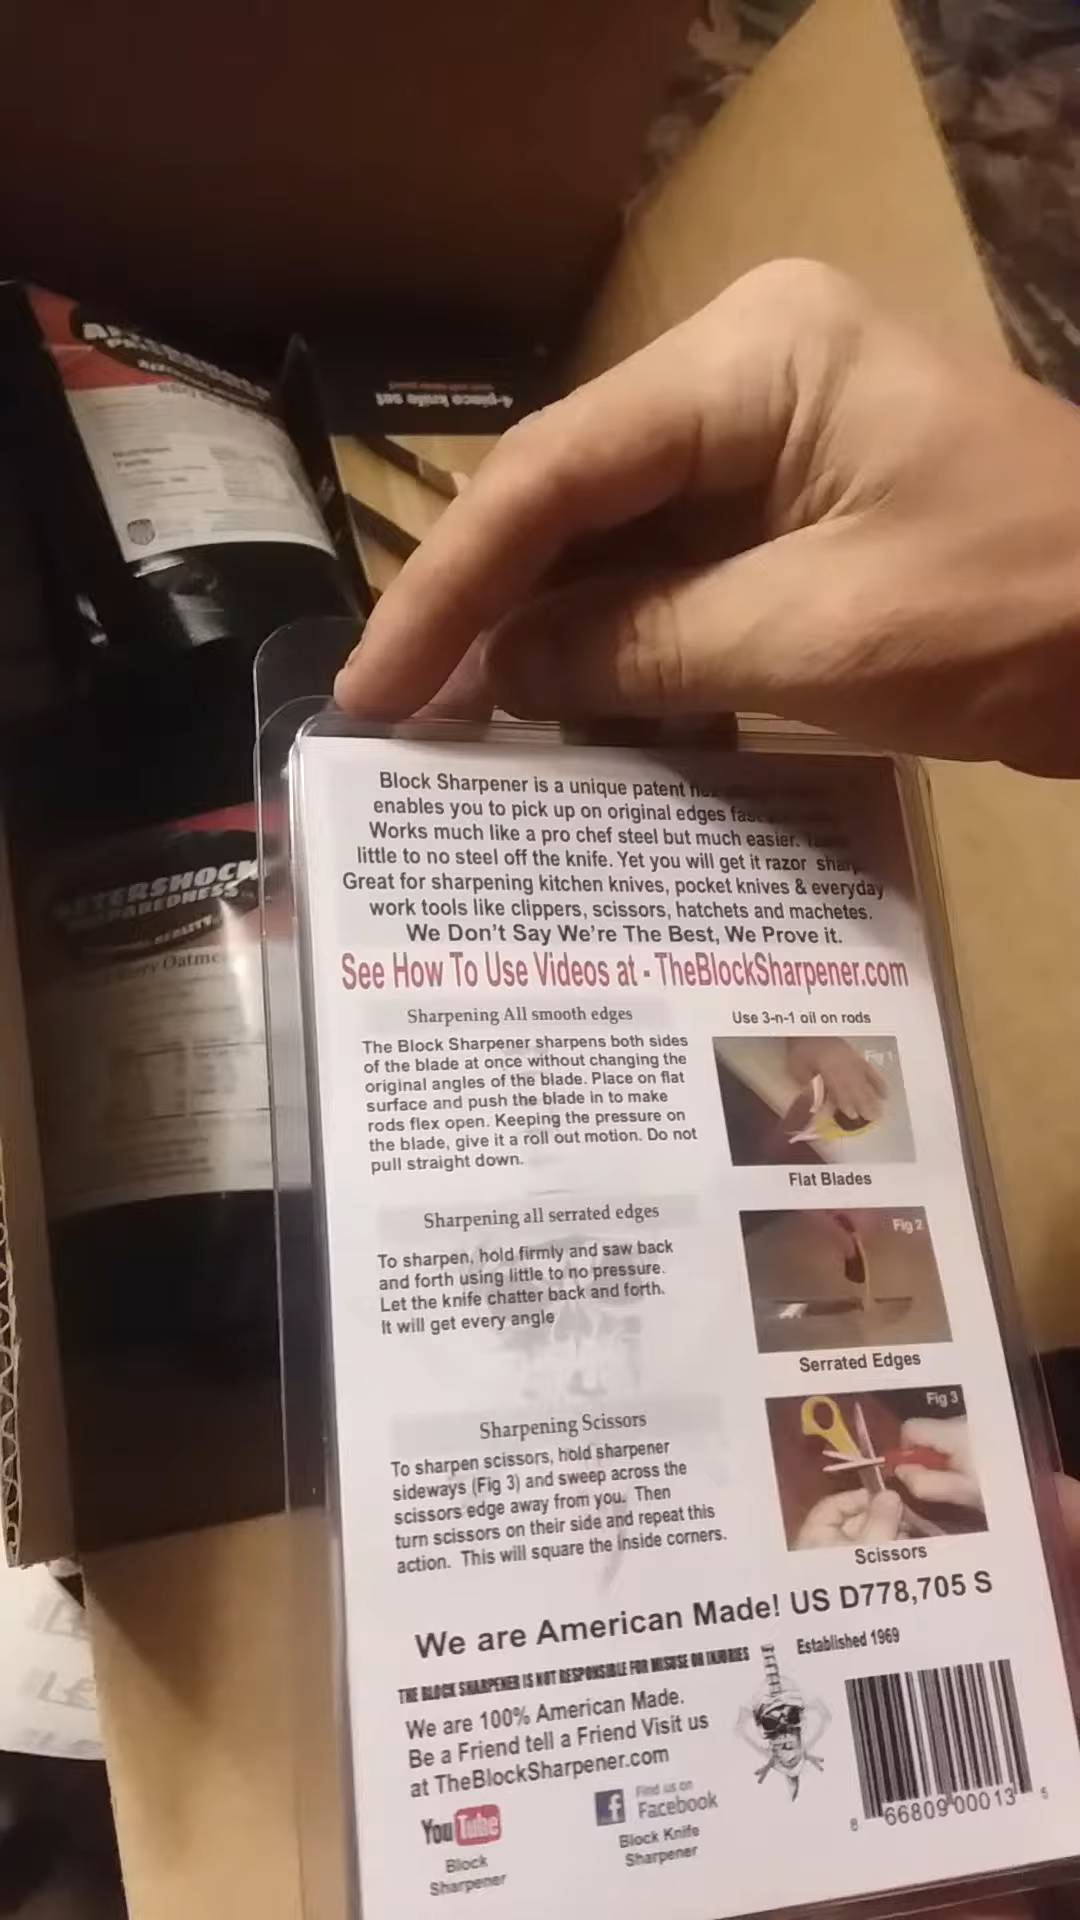 4-piece knife set
AFTERSHOCK
Block Sharpener is a unique patent
enables you to pick up on original edges
Works much like a pro chef steel but much easier.
little to no steel off the knife. Yet you will get it razor
Great for sharpening kitchen knives, pocket knives & everyday
work tools like clippers, scissors, hatchets and machetes.
We Don't Say We're The Best, We Prove it.
See How To Use Videos at - TheBlockSharpener.com
Sharpening All smooth edges
The Block Sharpener sharpens both sides
of the blade at once without changing the
original angles of the blade. Place on flat
surface and push the blade in to make
rods flex open. Keeping the pressure on
the blade, give it a roll out motion. Do not
pull straight down.
Use 3-n-1 oil on rods
Fig 1
Flat Blades
Sharpening all serrated edges
To sharpen, hold firmly and saw back
and forth using little to no pressure.
Let the knife chatter back and forth.
It will get every angle
Fig 2
Serrated Edges
Sharpening Scissors
To sharpen scissors, hold sharpener
sideways (Fig 3) and sweep across the
scissors edge away from you. Then
turn scissors on their side and repeat this
action. This will square the inside corners.
Fig 3
Scissors
We are American Made! US D778,705 S
THE BLOCK SHARPENER IS NOT RESPONSIBLE FOR MISUSE OR INJURIES
Established 1969
We are 100% American Made.
Be a Friend tell a Friend Visit us
at TheBlockSharpener.com
YouTube
Block
Sharpener
Find us on
Facebook
Block Knife
Sharpener
8 66809 00013 5